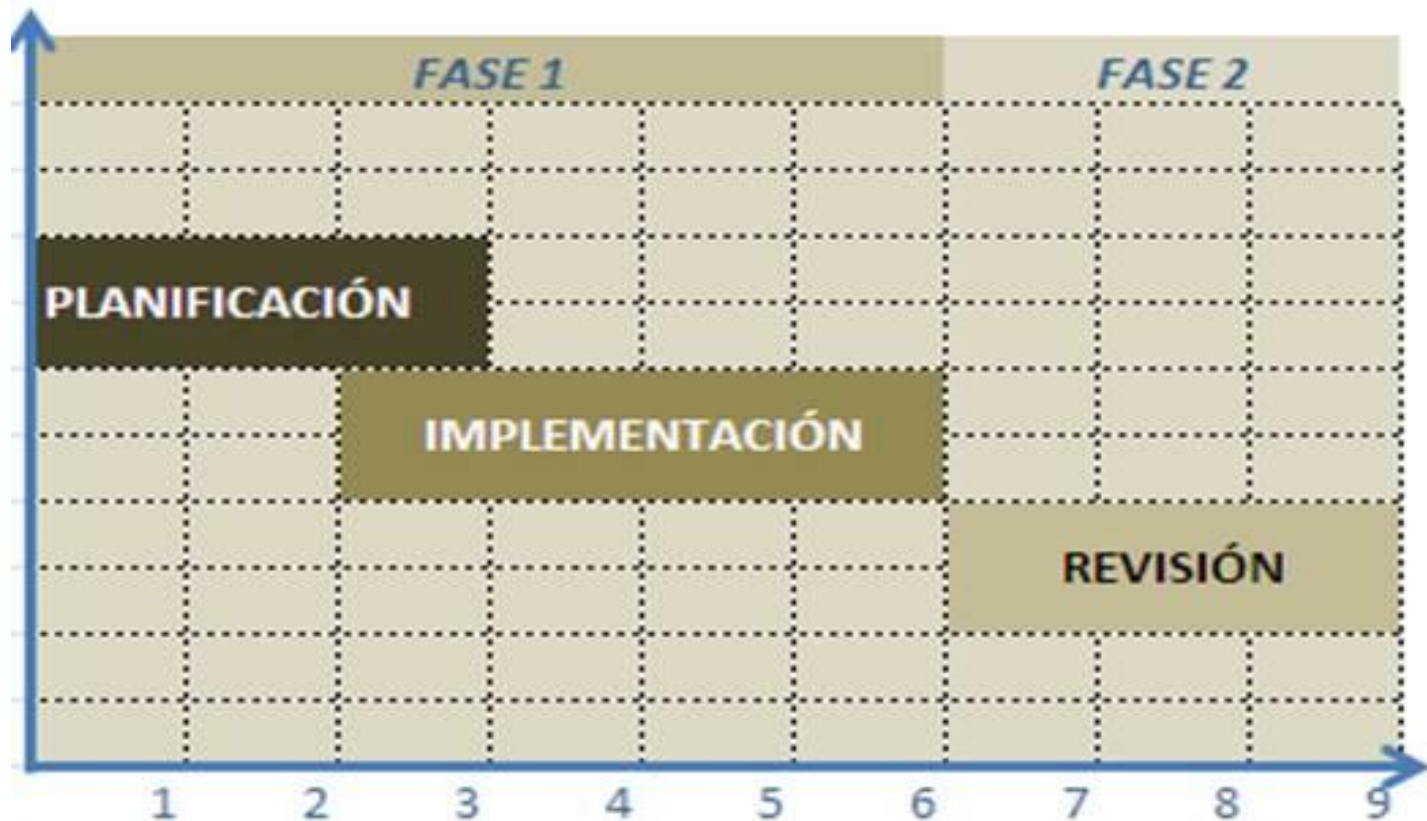 FASE 1 FASE 2
PLANIFICACIÓN
IMPLEMENTACIÓN
REVISIÓN
1 2 3 4 5 6 7 8 9